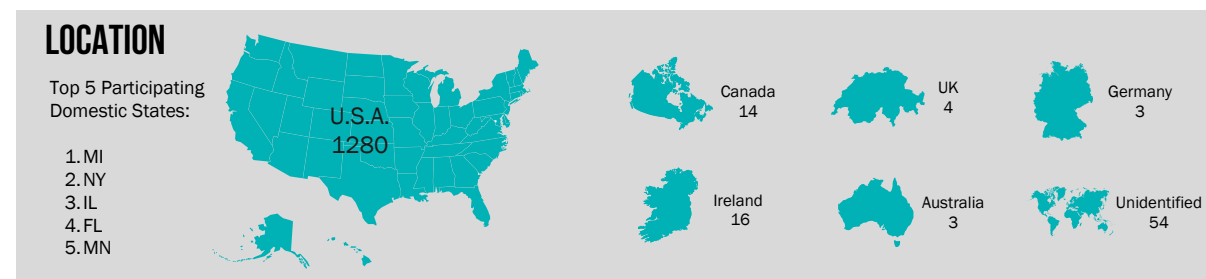 LOCATION
Top 5 Participating
Domestic States:
1. MI
2. NY
3. IL
4. FL
5. MN
U.S.A.
1280
Canada
14
UK
4
Germany
3
Ireland
16
Australia
3
Unidentified
54